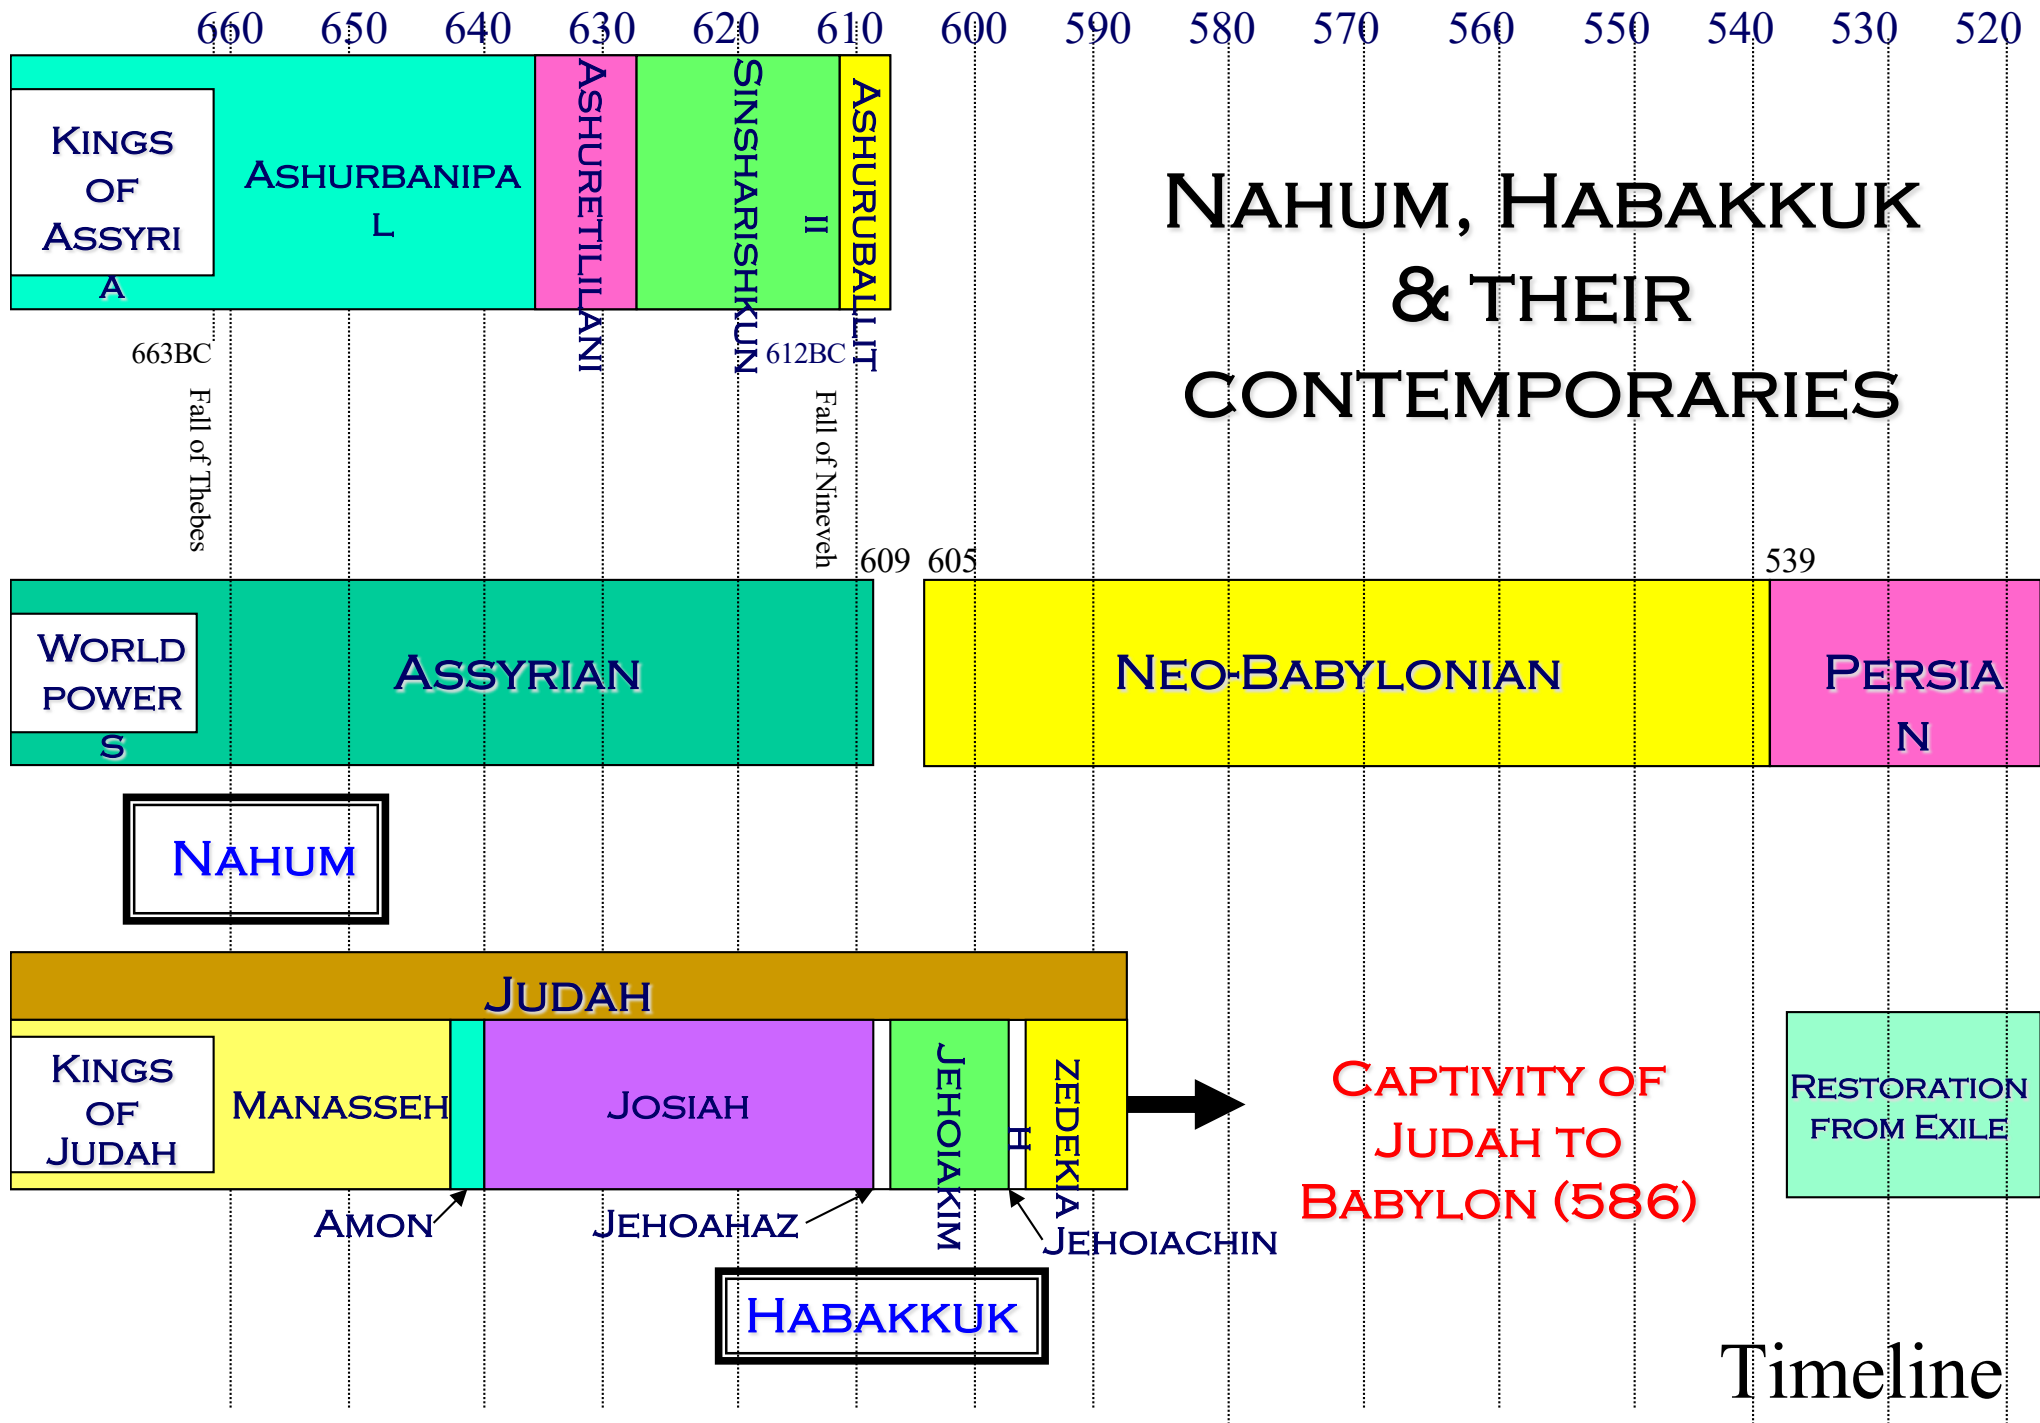 660 650 640 630 620 610 600 590 580 570 560 550 540 530 520
KINGS
OF
ASSYRI
A
ASHURBANIPA
L
ASHURETILILANI
SINSHARISHKUN
ASHURUBALLIT
II
NAHUM, HABAKKUK
& THEIR
CONTEMPORARIES
663BC
Fall of Thebes
612BC
Fall of Nineveh
609 605 539
WORLD
POWER
S
ASSYRIAN
NEO-BABYLONIAN
PERSIA
N
NAHUM
JUDAH
KINGS
OF
JUDAH
MANASSEH
JOSIAH
JEHOIAKIM
ZEDEKIA
H
CAPTIVITY OF
JUDAH TO
BABYLON (586)
RESTORATION
FROM EXILE
AMON
JEHOAHAZ
JEHOIACHIN
HABAKKUK
Timeline